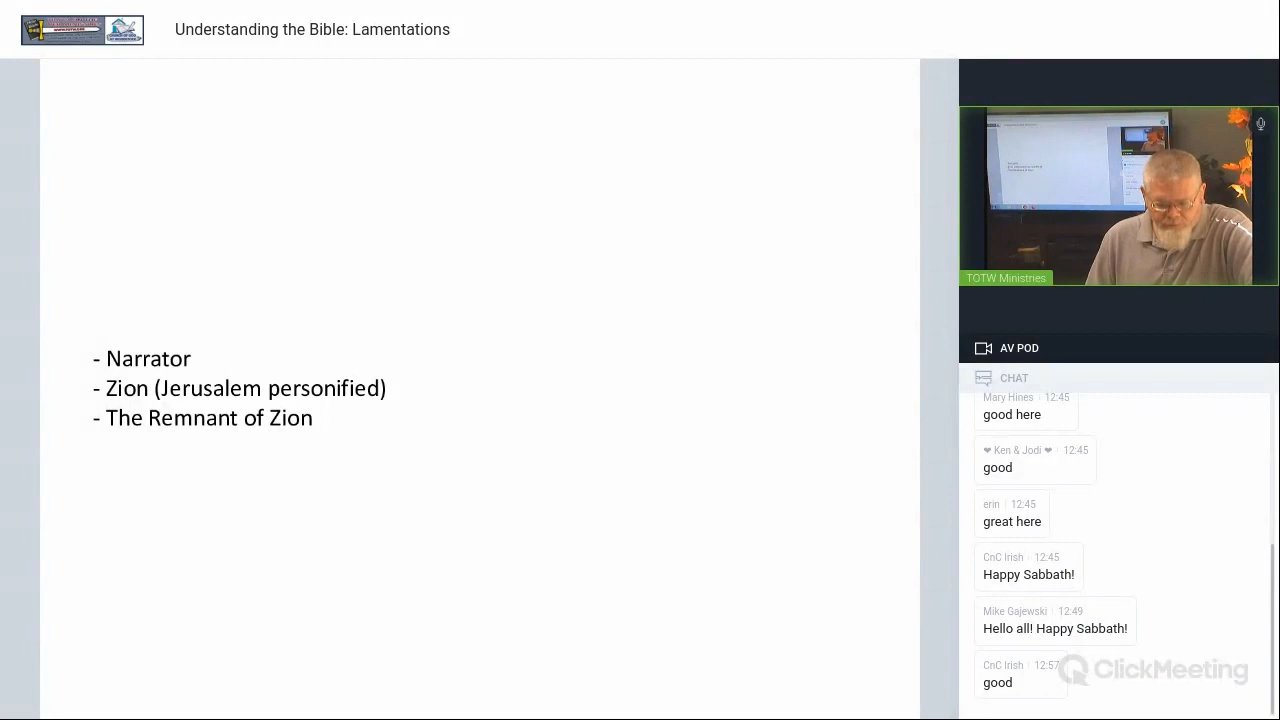 Understanding the Bible: Lamentations
- Narrator
- Zion (Jerusalem personified)
- The Remnant of Zion
TOTW Ministries
AV POD
CHAT
Mary Hines 12:45
good here
❤ Ken & Jodi ❤ 12:45
good
erin 12:45
great here
CnC Irish 12:45
Happy Sabbath!
Mike Gajewski 12:49
Hello all! Happy Sabbath!
CnC Irish 12:57
good
ClickMeeting